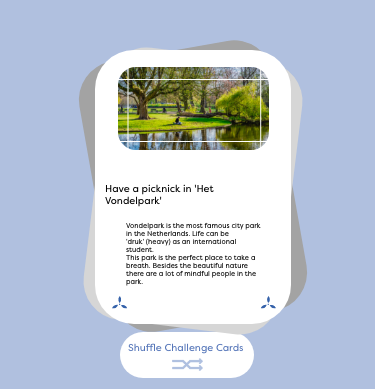 Have a picknick in 'Het
Vondelpark'
Vondelpark is the most famous city park
in the Netherlands. Life can be
'druk' (heavy) as an international
student.
This park is the perfect place to take a
breath. Besides the beautiful nature
there are a lot of mindful people in the
park.
Shuffle Challenge Cards